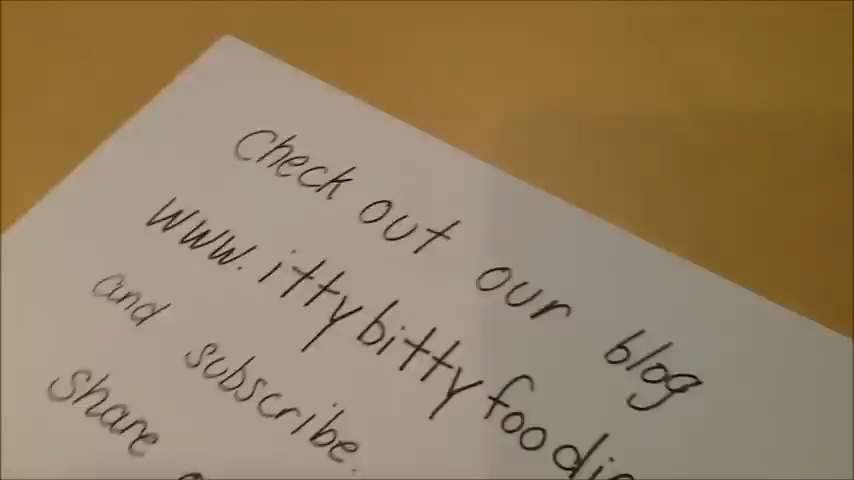 Check out our blog
www.ittybittyfoodi
and subscribe.
share